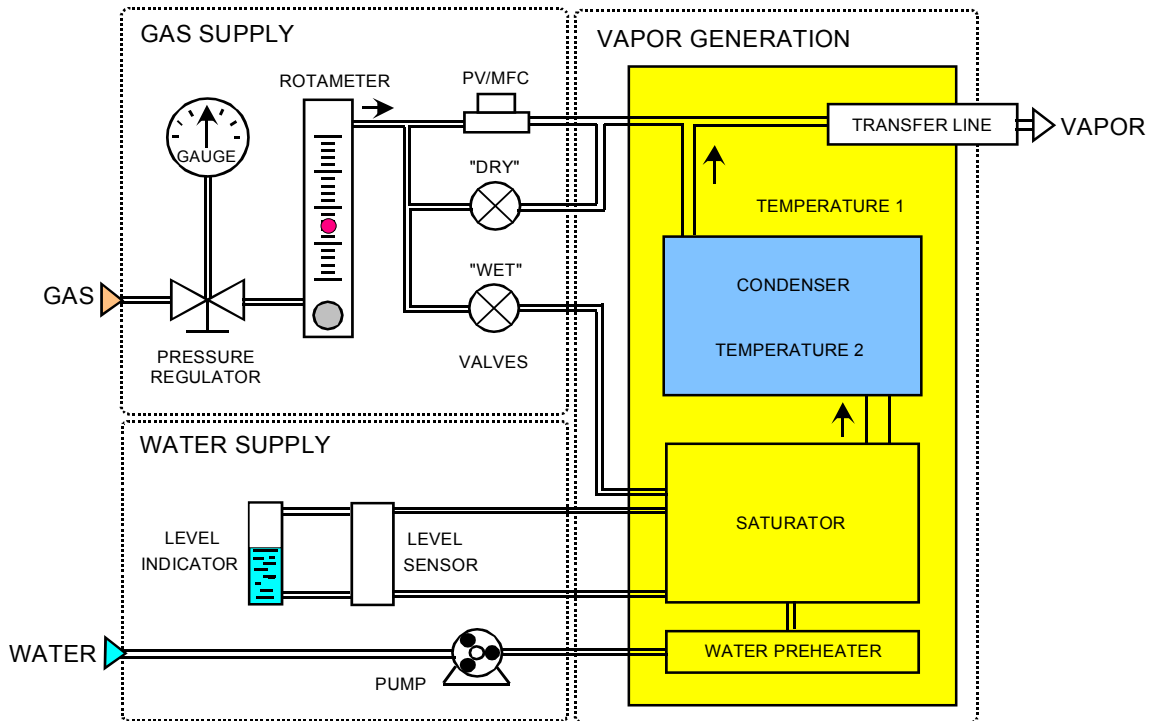 GAS SUPPLY
VAPOR GENERATION
ROTAMETER
PV/MFC
TRANSFER LINE
VAPOR
GAUGE
"DRY"
TEMPERATURE 1
"WET"
CONDENSER
GAS
TEMPERATURE 2
PRESSURE
REGULATOR
VALVES
WATER SUPPLY
SATURATOR
LEVEL
INDICATOR
LEVEL
SENSOR
WATER
WATER PREHEATER
PUMP